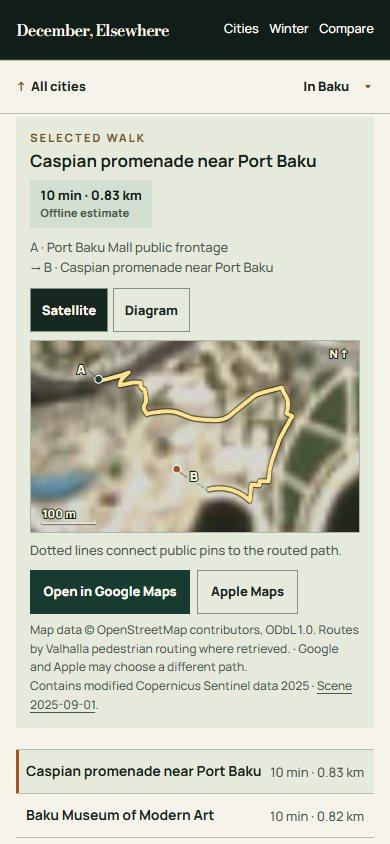 December, Elsewhere
Cities Winter Compare
↑ All cities
In Baku
SELECTED WALK
Caspian promenade near Port Baku
10 min · 0.83 km
Offline estimate
A · Port Baku Mall public frontage
→ B · Caspian promenade near Port Baku
Satellite
Diagram
N ↑
A
B
100 m
Dotted lines connect public pins to the routed path.
Open in Google Maps
Apple Maps
Map data © OpenStreetMap contributors, ODbL 1.0. Routes
by Valhalla pedestrian routing where retrieved. · Google
and Apple may choose a different path.
Contains modified Copernicus Sentinel data 2025 · Scene
2025-09-01.
Caspian promenade near Port Baku 10 min · 0.83 km
Baku Museum of Modern Art 10 min · 0.82 km